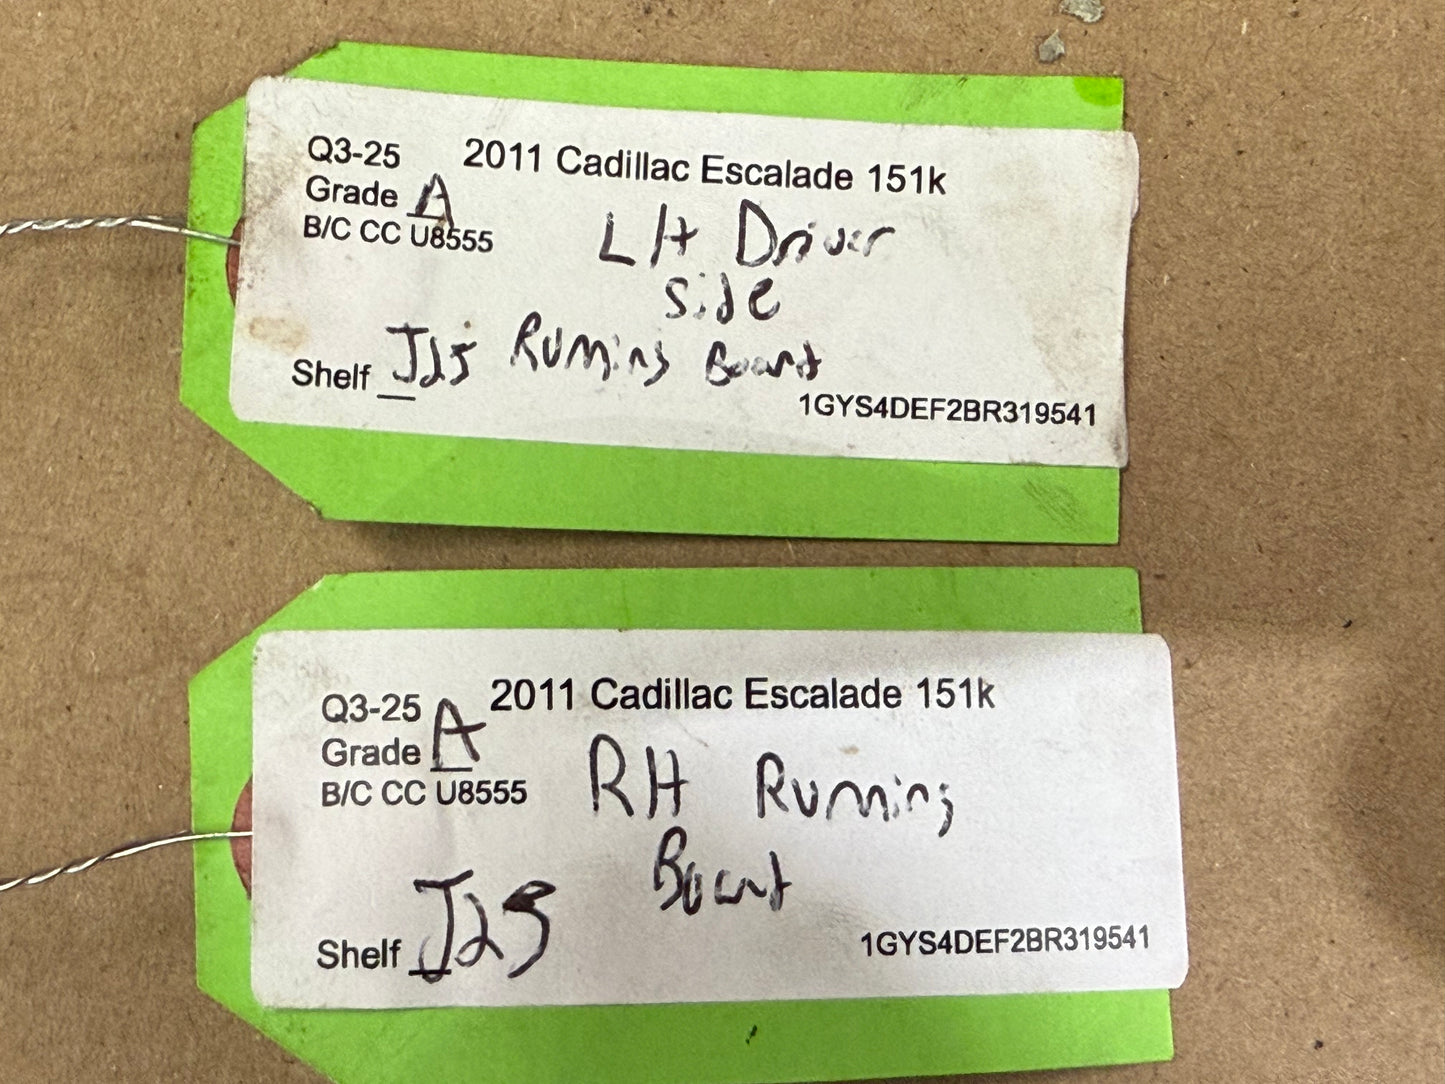 Q3-25 2011 Cadillac Escalade 151k
Grade A
B/C CC U8555
L/H Driver
side
Running Board
Shelf J25
1GYS4DEF2BR319541
Q3-25 2011 Cadillac Escalade 151k
Grade A
B/C CC U8555
RH Running
Board
Shelf J25
1GYS4DEF2BR319541